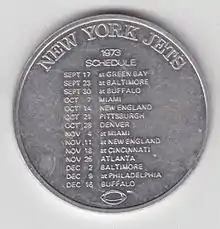 NEW YORK JETS
1973
SCHEDULE
SEPT 17 at GREEN BAY
SEPT 23 at BALTIMORE
SEPT 30 at BUFFALO
OCT 7 MIAMI
OCT 14 NEW ENGLAND
OCT 21 PITTSBURGH
OCT 28 DENVER
NOV 4 at MIAMI
NOV 11 at NEW ENGLAND
NOV 18 at CINCINNATI
NOV 25 ATLANTA
DEC 2 BALTIMORE
DEC 9 at PHILADELPHIA
DEC 16 BUFFALO